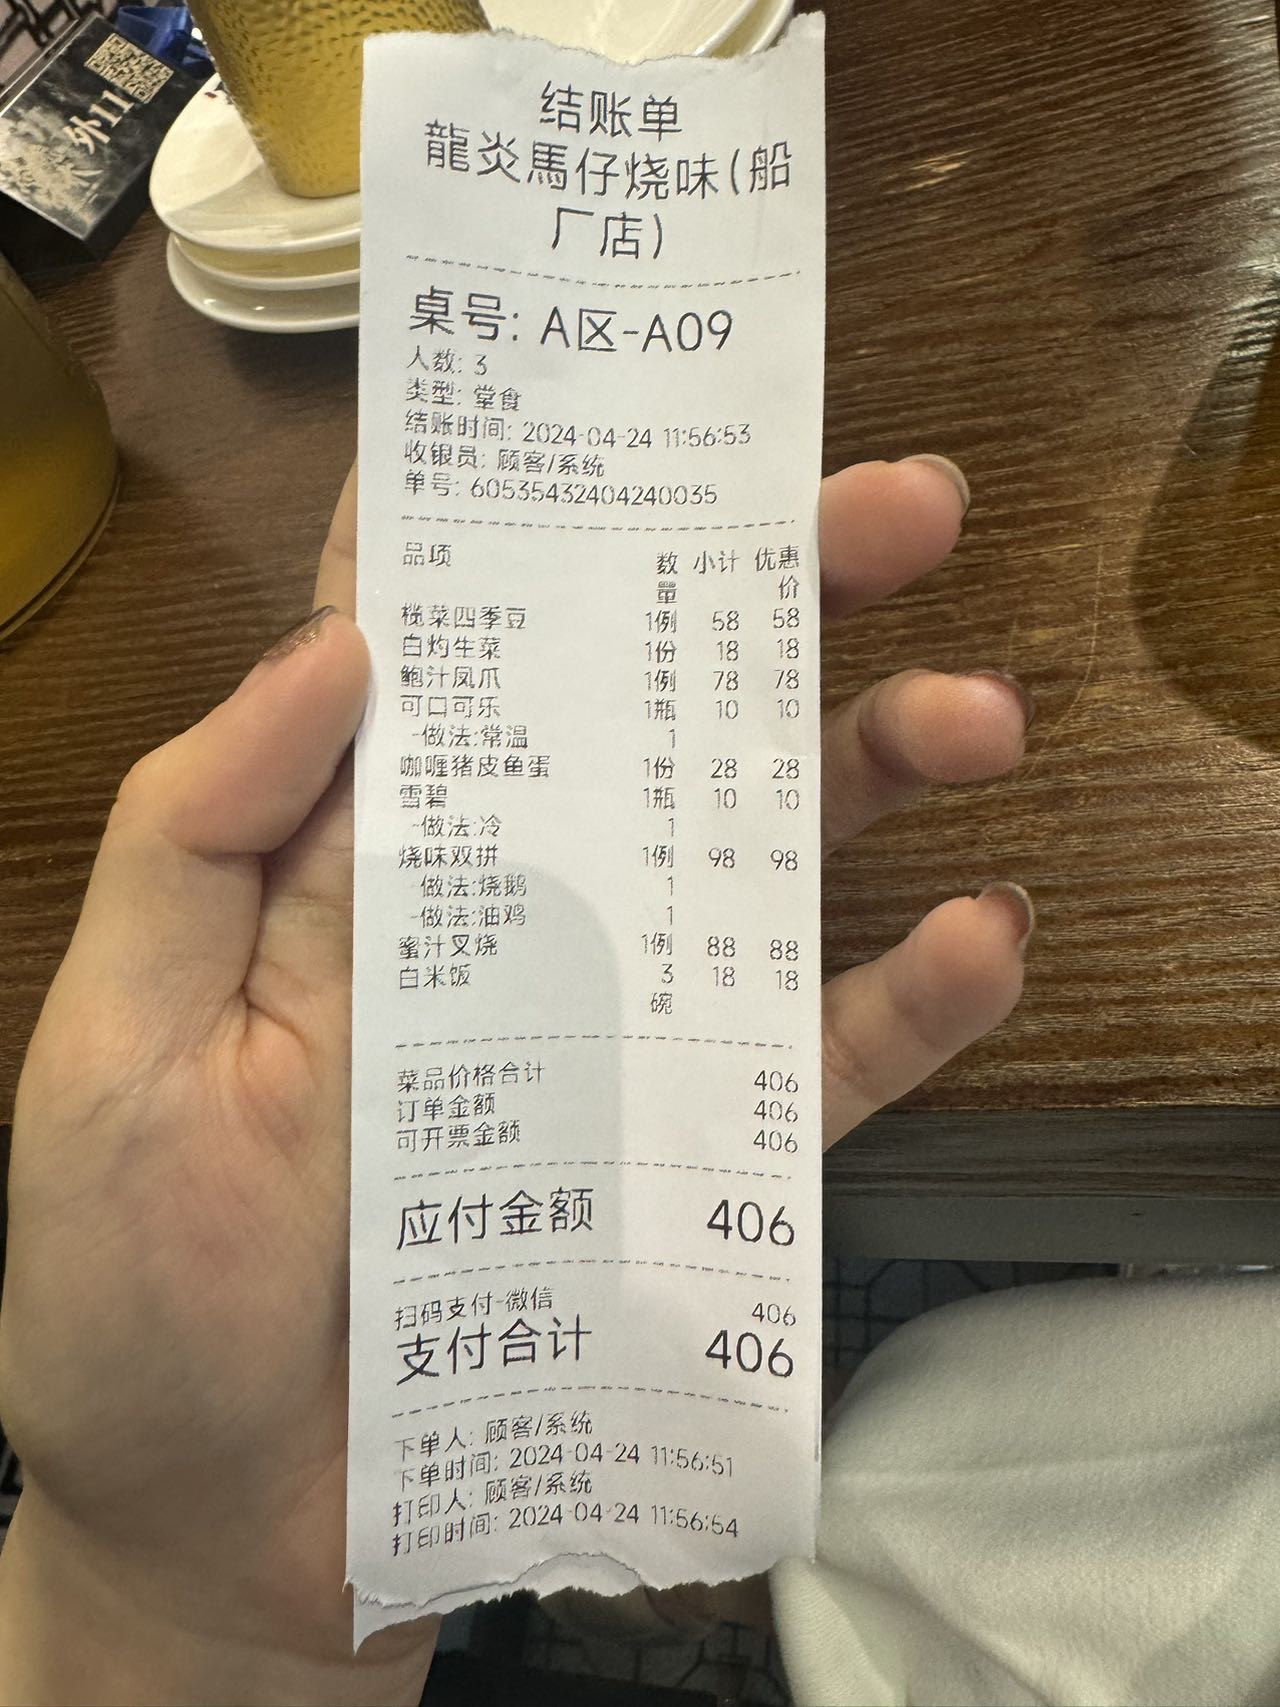 外11
结账单
龍炎馬仔烧味(船
厂店)
桌号: A区-A09
人数: 3
类型: 堂食
结账时间: 2024-04-24 11:56:53
收银员: 顾客/系统
单号: 60535432404240035
品项 数 小计 优惠
量 价
榄菜四季豆 1例 58 58
白灼生菜 1份 18 18
鲍汁凤爪 1例 78 78
可口可乐 1瓶 10 10
-做法:常温 1
咖喱猪皮鱼蛋 1份 28 28
雪碧 1瓶 10 10
-做法:冷 1
烧味双拼 1例 98 98
做法:烧鹅 1
-做法:油鸡 1
蜜汁叉烧 1例 88 88
白米饭 3 18 18
碗
菜品价格合计 406
订单金额 406
可开票金额 406
应付金额 406
扫码支付-微信 406
支付合计 406
下单人: 顾客/系统
下单时间: 2024-04-24 11:56:51
打印人: 顾客/系统
打印时间: 2024-04-24 11:56:54